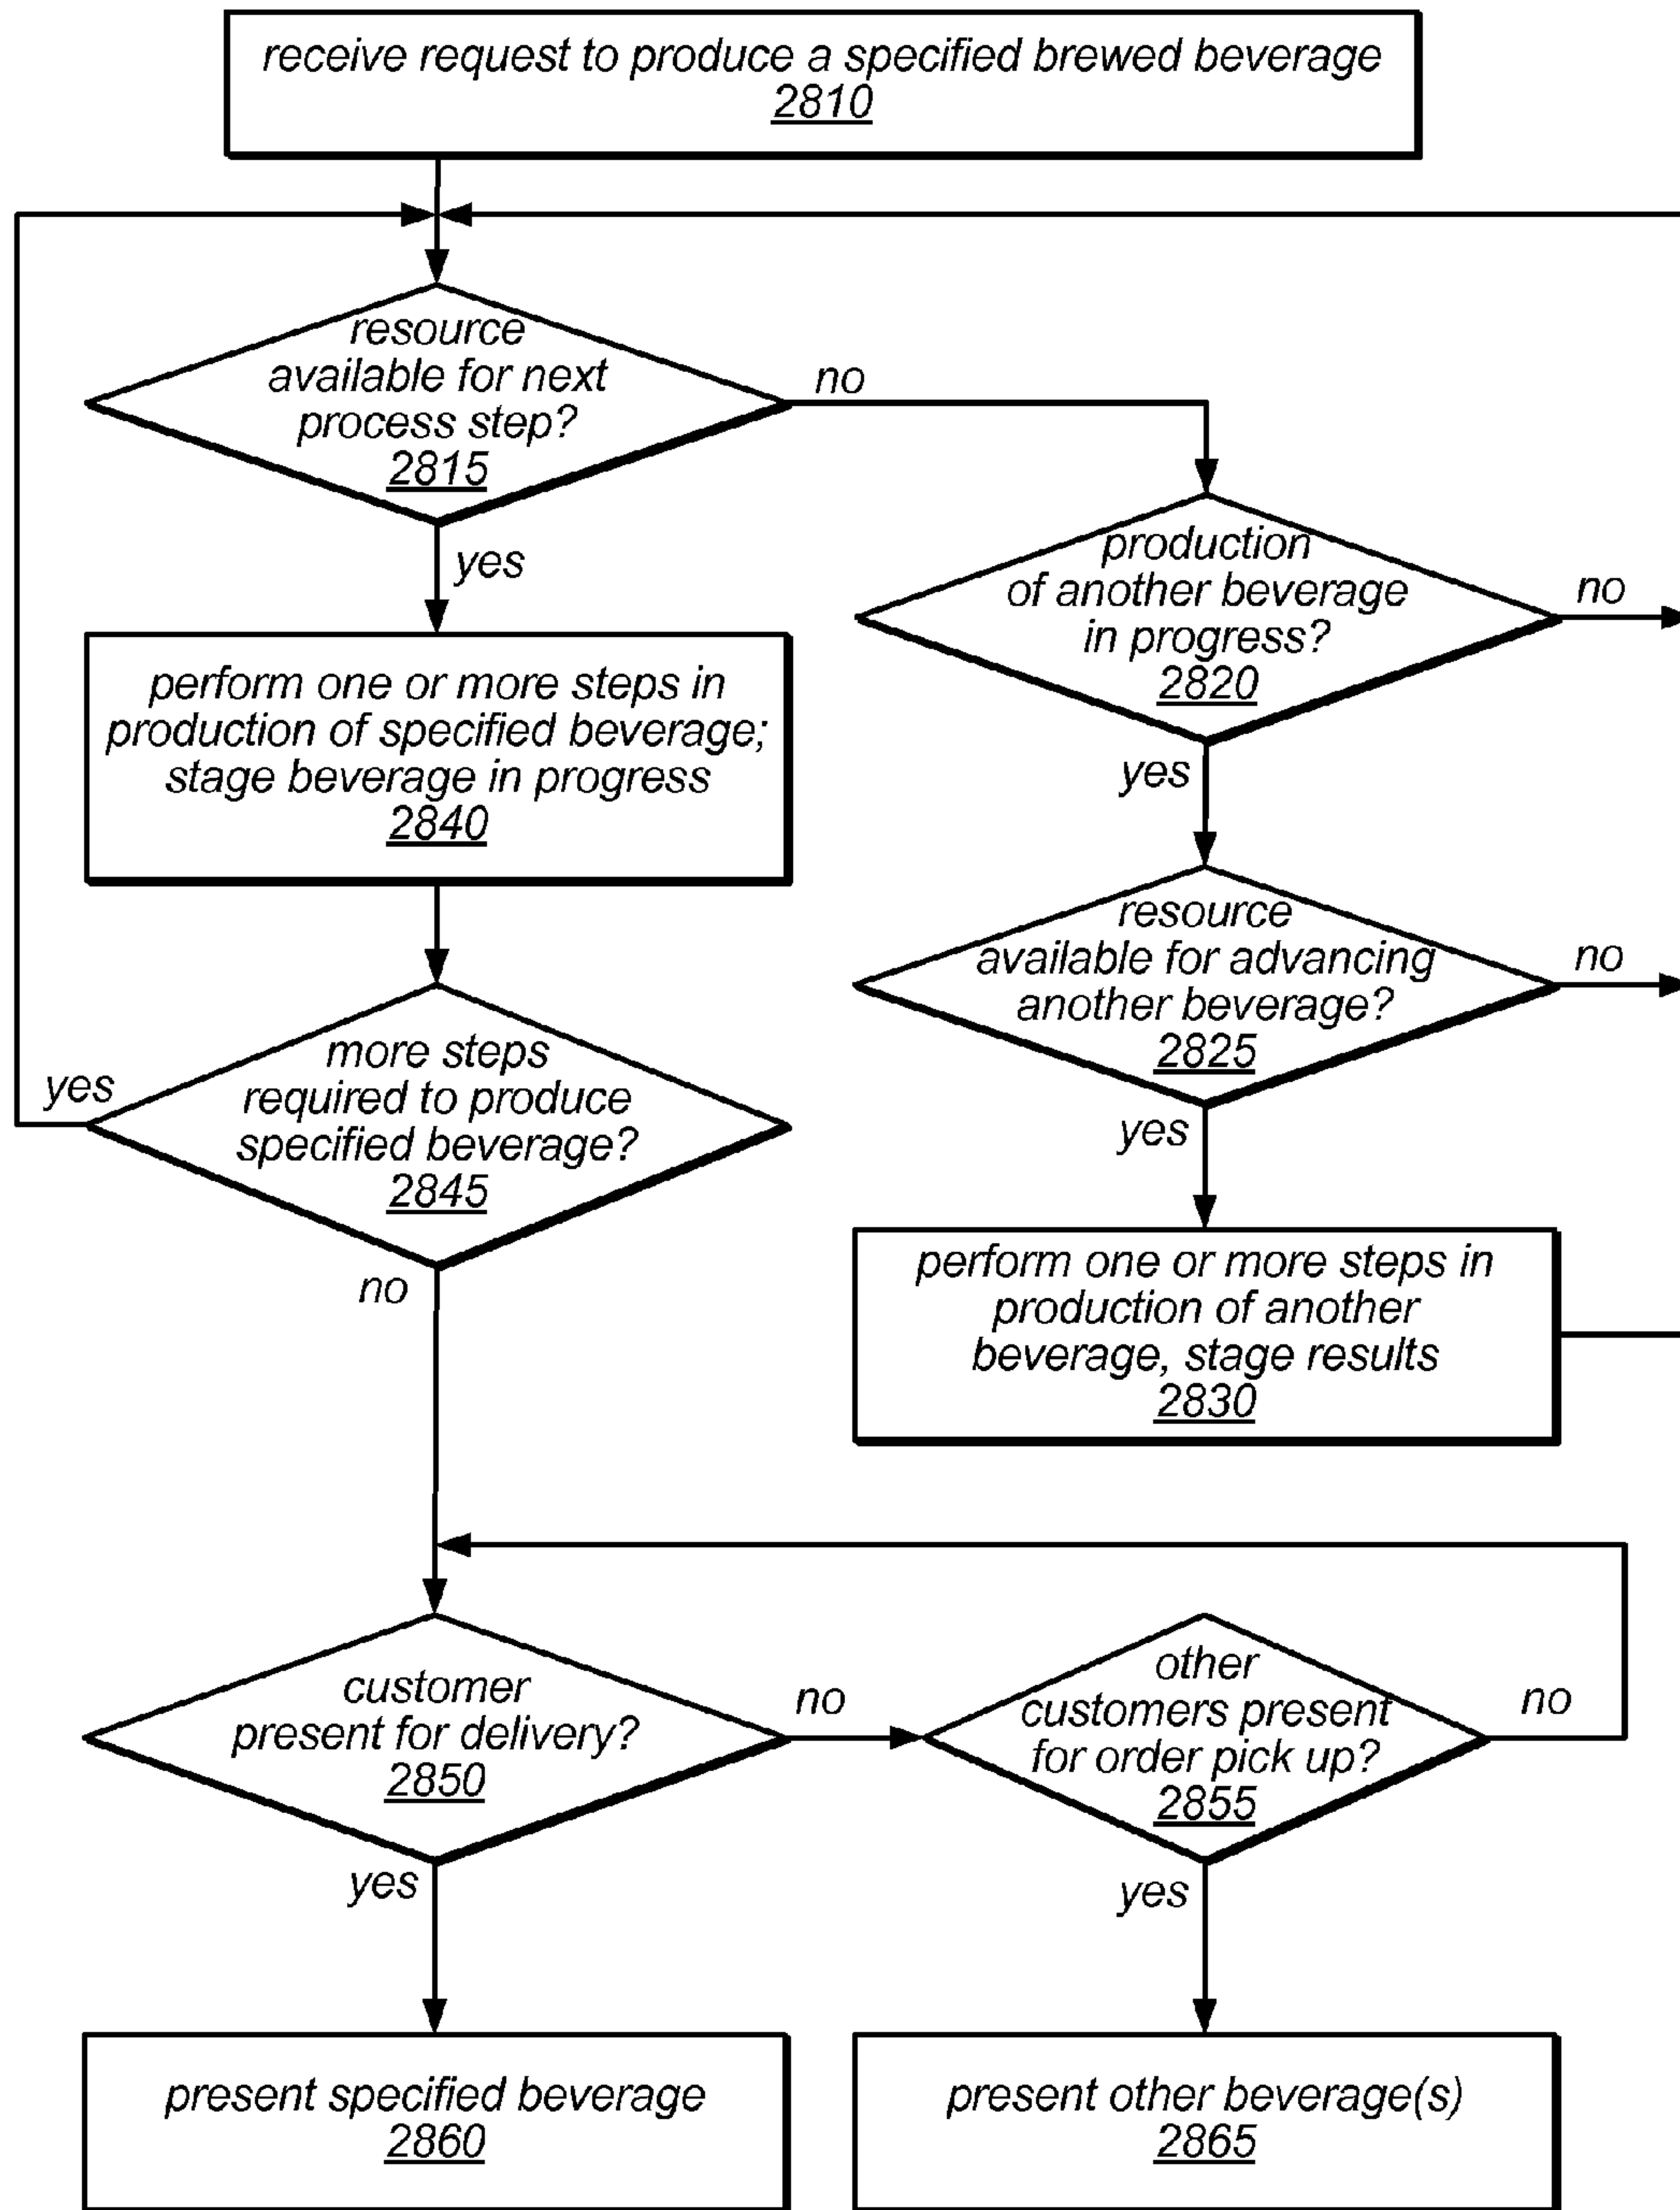 receive request to produce a specified brewed beverage
2810
resource
available for next
process step?
2815
no
yes
production
of another beverage
in progress?
2820
no
yes
perform one or more steps in
production of specified beverage;
stage beverage in progress
2840
resource
available for advancing
another beverage?
2825
no
yes
more steps
required to produce
specified beverage?
2845
yes
no
perform one or more steps in
production of another
beverage, stage results
2830
customer
present for delivery?
2850
no
yes
other
customers present
for order pick up?
2855
no
yes
present specified beverage
2860
present other beverage(s)
2865